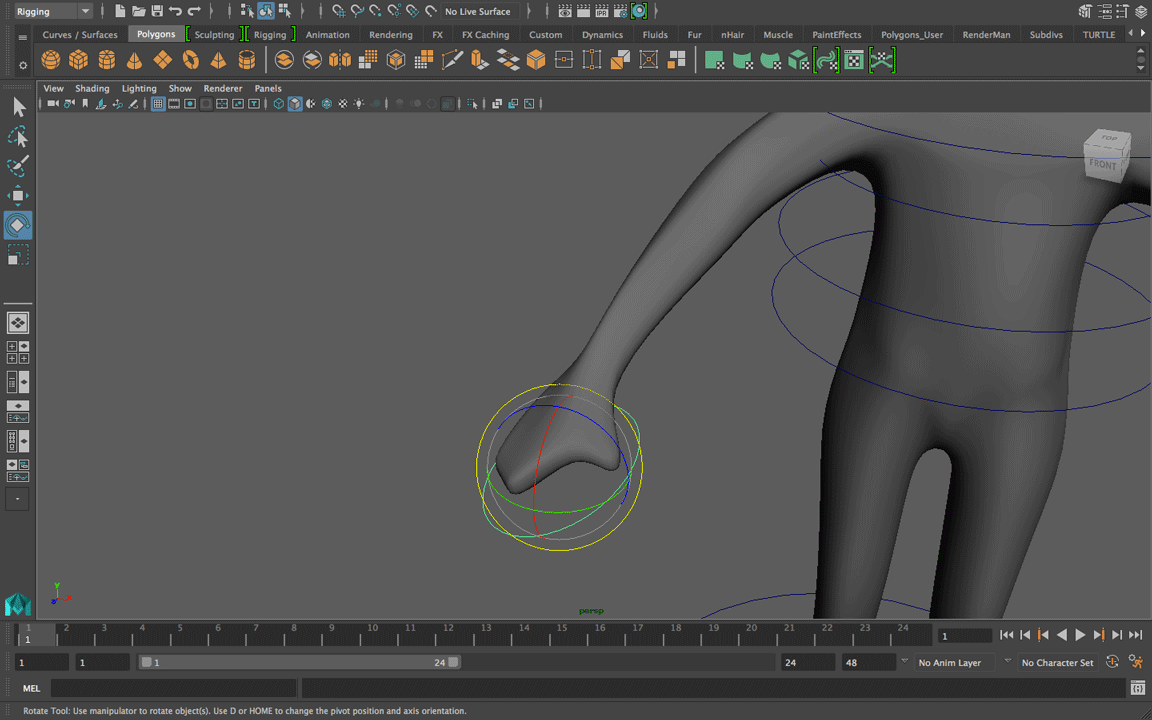 Rigging
No Live Surface
IPR
Curves / Surfaces Polygons Sculpting Rigging Animation Rendering FX FX Caching Custom Dynamics Fluids Fur nHair Muscle PaintEffects Polygons_User RenderMan Subdivs TURTLE
View Shading Lighting Show Renderer Panels
TOP
FRONT
Y
X
Z
persp
1 2 3 4 5 6 7 8 9 10 11 12 13 14 15 16 17 18 19 20 21 22 23 24
1
1
1 1 1 24 24 48 No Anim Layer No Character Set
MEL
Rotate Tool: Use manipulator to rotate object(s). Use D or HOME to change the pivot position and axis orientation.